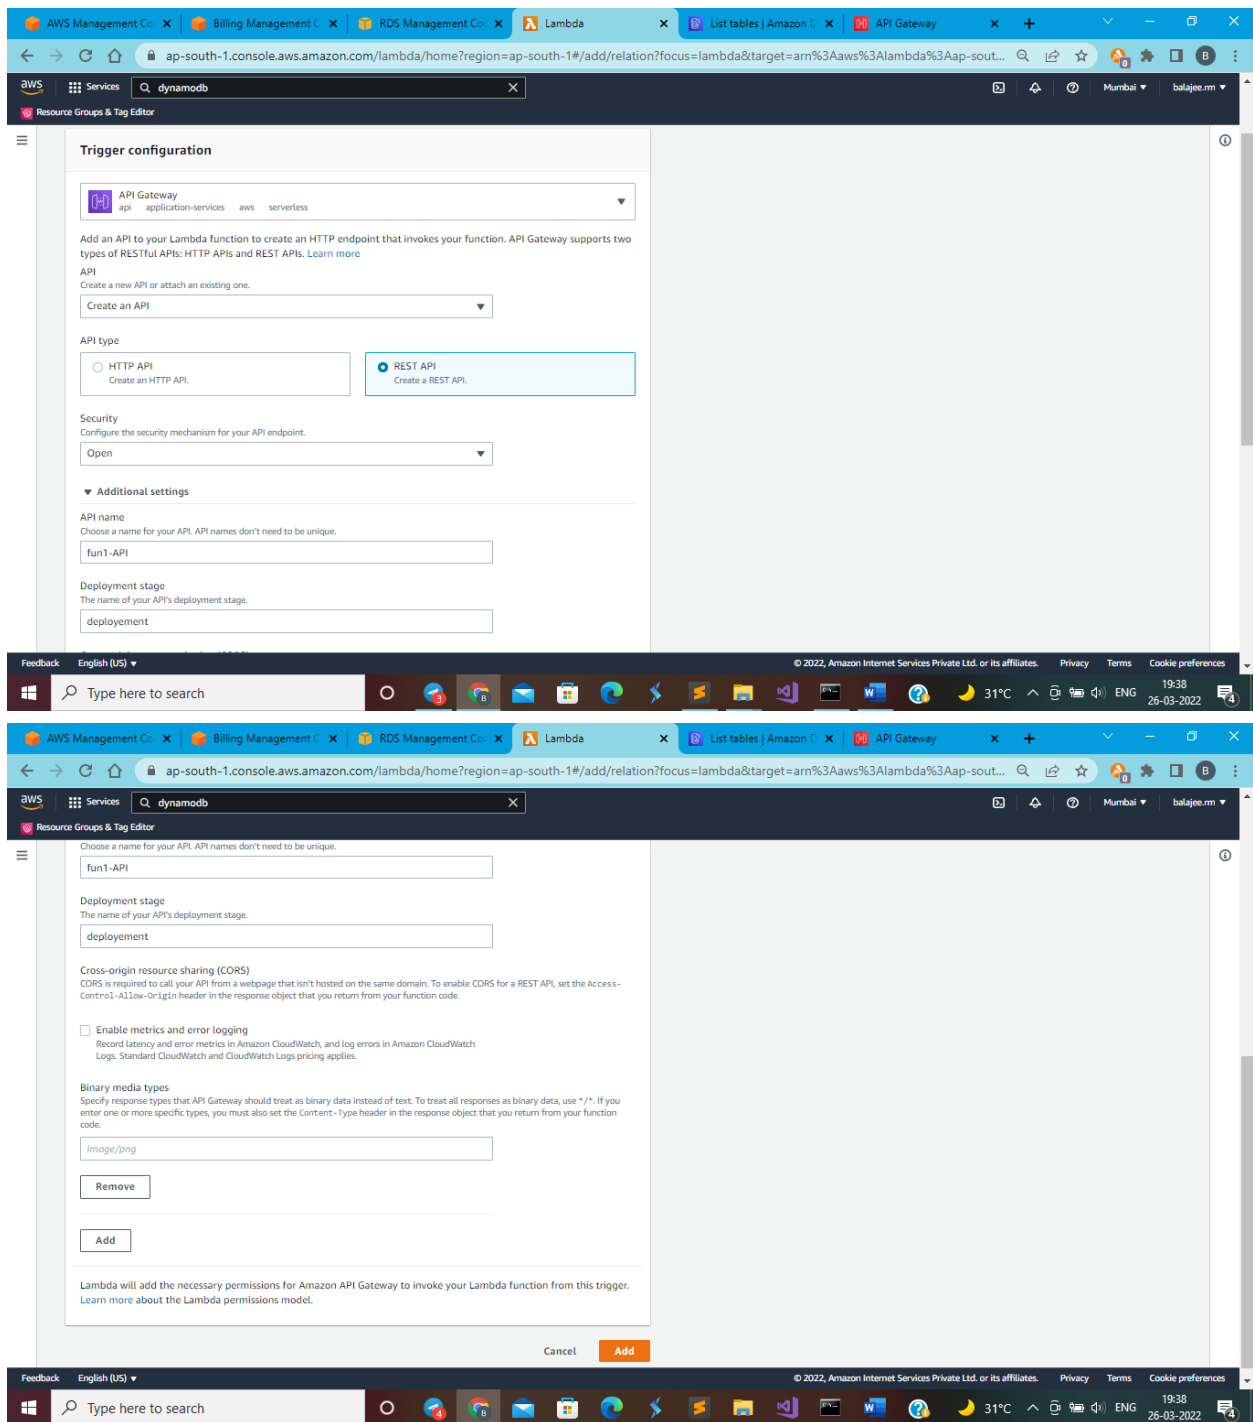 AWS Management Co
Billing Management C
RDS Management Co
Lambda
List tables | Amazon D
API Gateway
ap-south-1.console.aws.amazon.com/lambda/home?region=ap-south-1#/add/relation?focus=lambda&target=arn%3Aaws%3Alambda%3Aap-sout...
0
B
aws
Services
dynamodb
Mumbai
balajee.rm
Resource Groups & Tag Editor
Trigger configuration
API Gateway
api application-services aws serverless
Add an API to your Lambda function to create an HTTP endpoint that invokes your function. API Gateway supports two
types of RESTful APIs: HTTP APIs and REST APIs. Learn more
API
Create a new API or attach an existing one.
Create an API
API type
HTTP API
Create an HTTP API.
REST API
Create a REST API.
Security
Configure the security mechanism for your API endpoint.
Open
Additional settings
API name
Choose a name for your API. API names don't need to be unique.
fun1-API
Deployment stage
The name of your API's deployment stage.
deployement
Feedback English (US)
© 2022, Amazon Internet Services Private Ltd. or its affiliates. Privacy Terms Cookie preferences
Type here to search
31°C
ENG
19:38
26-03-2022
4
AWS Management Co
Billing Management C
RDS Management Co
Lambda
List tables | Amazon D
API Gateway
ap-south-1.console.aws.amazon.com/lambda/home?region=ap-south-1#/add/relation?focus=lambda&target=arn%3Aaws%3Alambda%3Aap-sout...
0
B
aws
Services
dynamodb
Mumbai
balajee.rm
Resource Groups & Tag Editor
Choose a name for your API. API names don't need to be unique.
fun1-API
Deployment stage
The name of your API's deployment stage.
deployement
Cross-origin resource sharing (CORS)
CORS is required to call your API from a webpage that isn't hosted on the same domain. To enable CORS for a REST API, set the Access-
Control-Allow-Origin header in the response object that you return from your function code.
Enable metrics and error logging
Record latency and error metrics in Amazon CloudWatch, and log errors in Amazon CloudWatch
Logs. Standard CloudWatch and CloudWatch Logs pricing applies.
Binary media types
Specify response types that API Gateway should treat as binary data instead of text. To treat all responses as binary data, use */*. If you
enter one or more specific types, you must also set the Content-Type header in the response object that you return from your function
code.
image/png
Remove
Add
Lambda will add the necessary permissions for Amazon API Gateway to invoke your Lambda function from this trigger.
Learn more about the Lambda permissions model.
Cancel
Add
Feedback English (US)
© 2022, Amazon Internet Services Private Ltd. or its affiliates. Privacy Terms Cookie preferences
Type here to search
31°C
ENG
19:38
26-03-2022
4